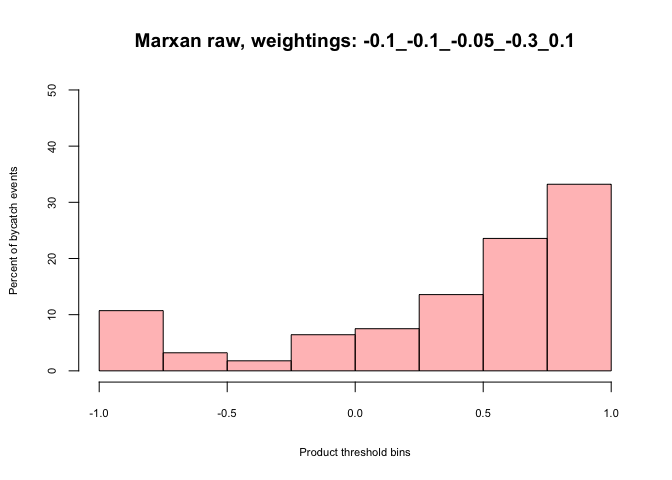 Marxan raw, weightings: -0.1_-0.1_-0.05_-0.3_0.1
50
40
30
20
10
0
Percent of bycatch events
-1.0 -0.5 0.0 0.5 1.0
Product threshold bins